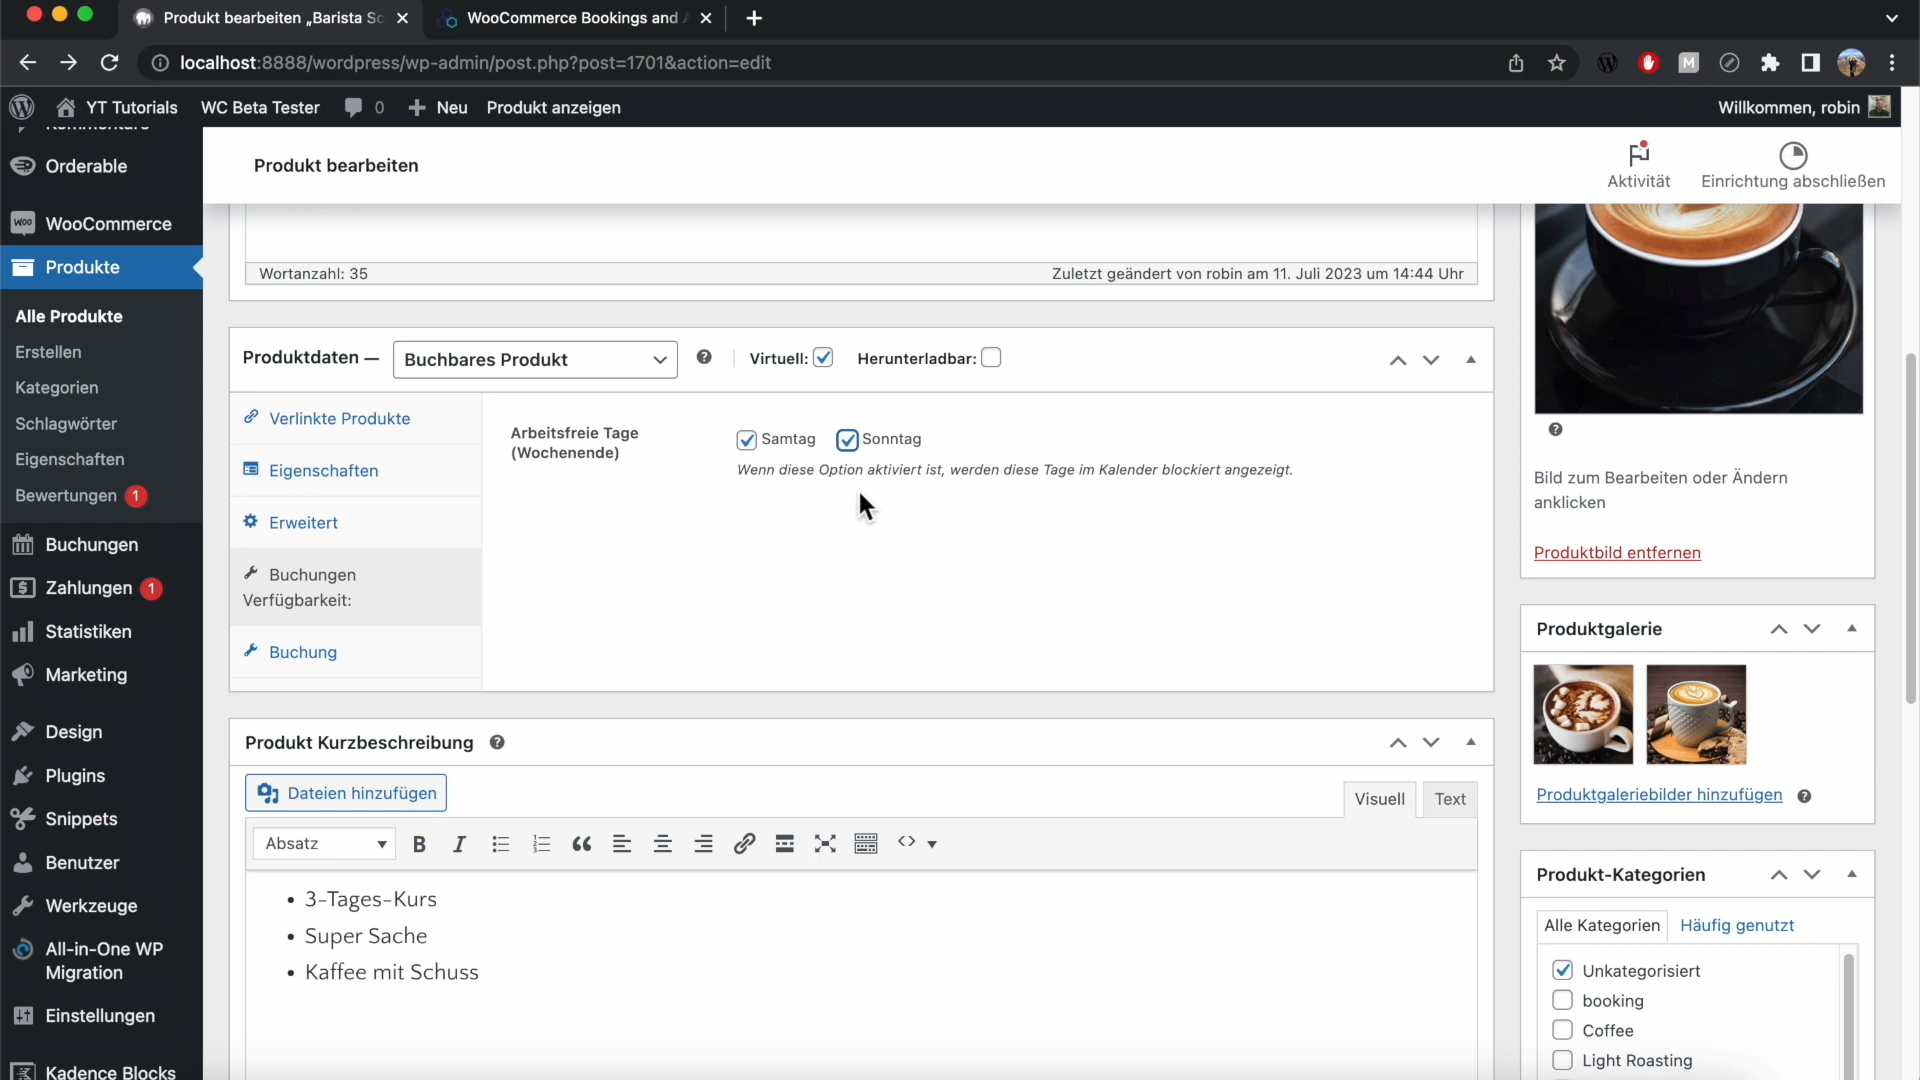 Produkt bearbeiten „Barista Sc
WooCommerce Bookings and
localhost:8888/wordpress/wp-admin/post.php?post=1701&action=edit
YT Tutorials
WC Beta Tester
0
Neu
Produkt anzeigen
Willkommen, robin
Kommentare
Orderable
WooCommerce
Produkte
Alle Produkte
Erstellen
Kategorien
Schlagwörter
Eigenschaften
Bewertungen 1
Buchungen
Zahlungen 1
Statistiken
Marketing
Design
Plugins
Snippets
Benutzer
Werkzeuge
All-in-One WP
Migration
Einstellungen
Kadence Blocks
Produkt bearbeiten
Aktivität
Einrichtung abschließen
Wortanzahl: 35
Zuletzt geändert von robin am 11. Juli 2023 um 14:44 Uhr
Produktdaten —
Buchbares Produkt
Virtuell:
Herunterladbar:
Verlinkte Produkte
Eigenschaften
Erweitert
Buchungen
Verfügbarkeit:
Buchung
Arbeitsfreie Tage
(Wochenende)
Samtag
Sonntag
Wenn diese Option aktiviert ist, werden diese Tage im Kalender blockiert angezeigt.
Produkt Kurzbeschreibung
Dateien hinzufügen
Visuell
Text
Absatz
• 3-Tages-Kurs
• Super Sache
• Kaffee mit Schuss
Bild zum Bearbeiten oder Ändern
anklicken
Produktbild entfernen
Produktgalerie
Produktgaleriebilder hinzufügen
Produkt-Kategorien
Alle Kategorien
Häufig genutzt
Unkategorisiert
booking
Coffee
Light Roasting